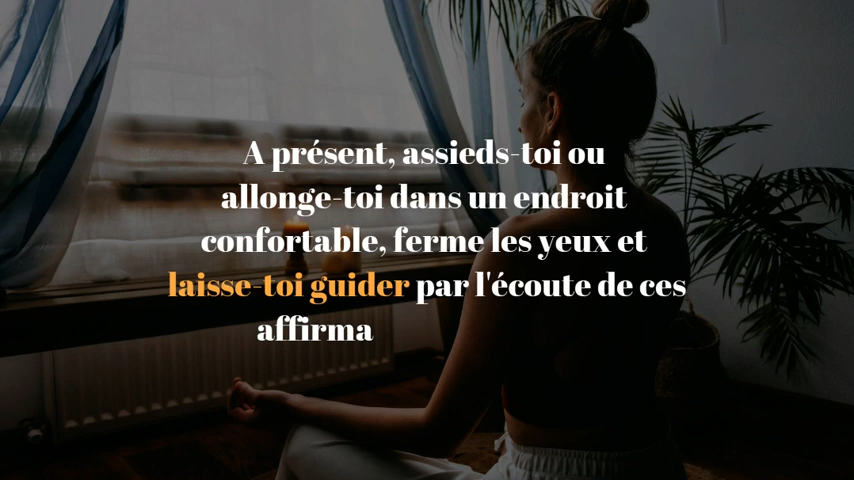 A présent, assieds-toi ou
allonge-toi dans un endroit
confortable, ferme les yeux et
laisse-toi guider par l'écoute de ces
affirma